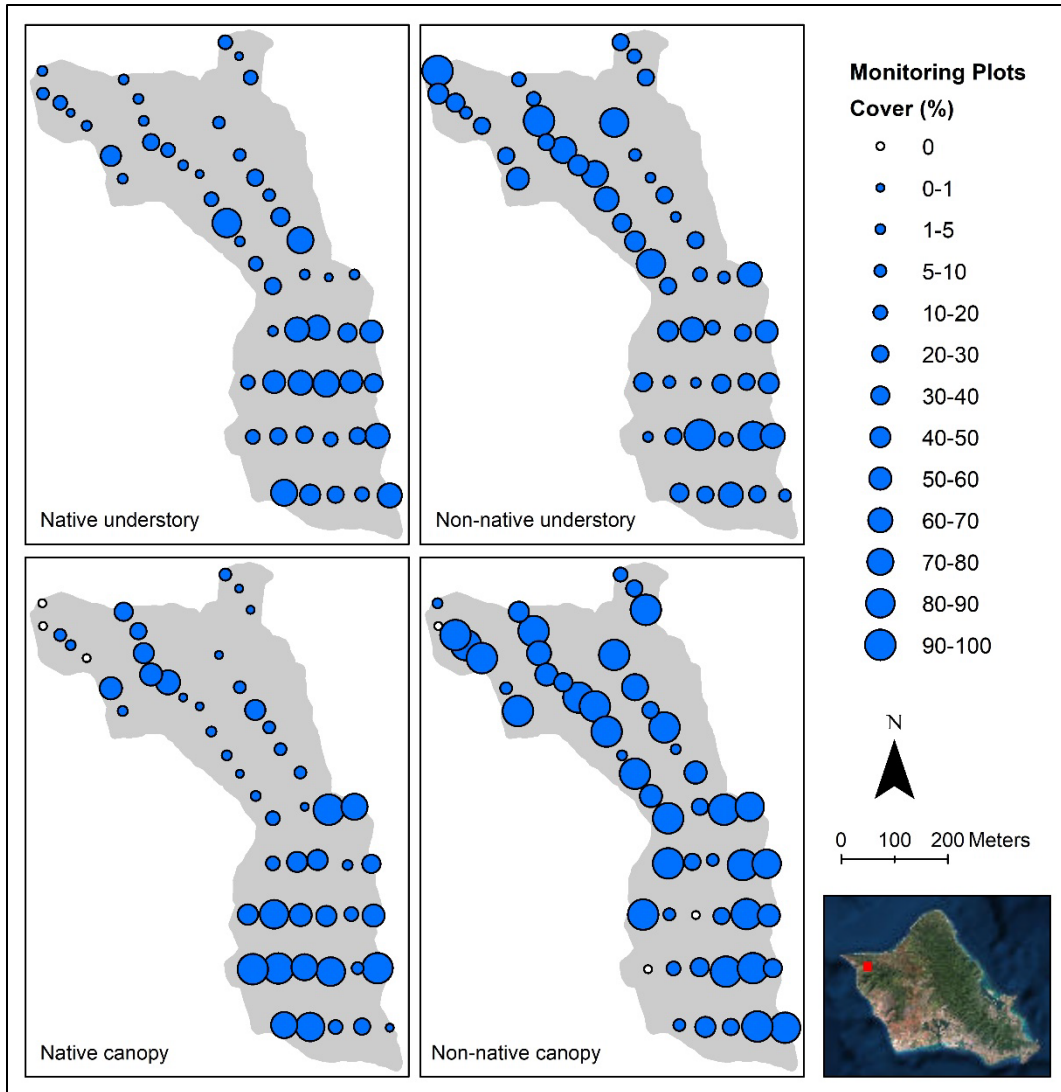 Native understory
Non-native understory
Native canopy
Non-native canopy
Monitoring Plots
Cover (%)
0
0-1
1-5
5-10
10-20
20-30
30-40
40-50
50-60
60-70
70-80
80-90
90-100
N
0 100 200 Meters